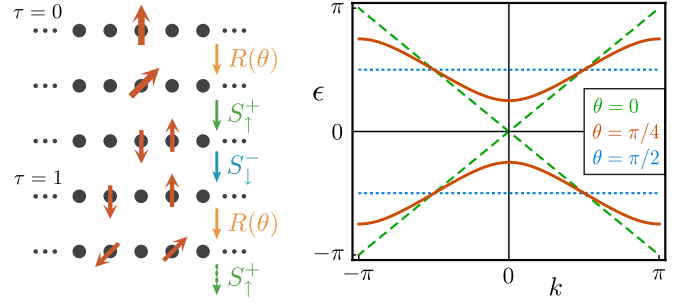 τ = 0
R(θ)
S↑+
S↓−
τ = 1
R(θ)
S↑+
π
ϵ
0
−π
−π
0
k
π
θ = 0
θ = π/4
θ = π/2